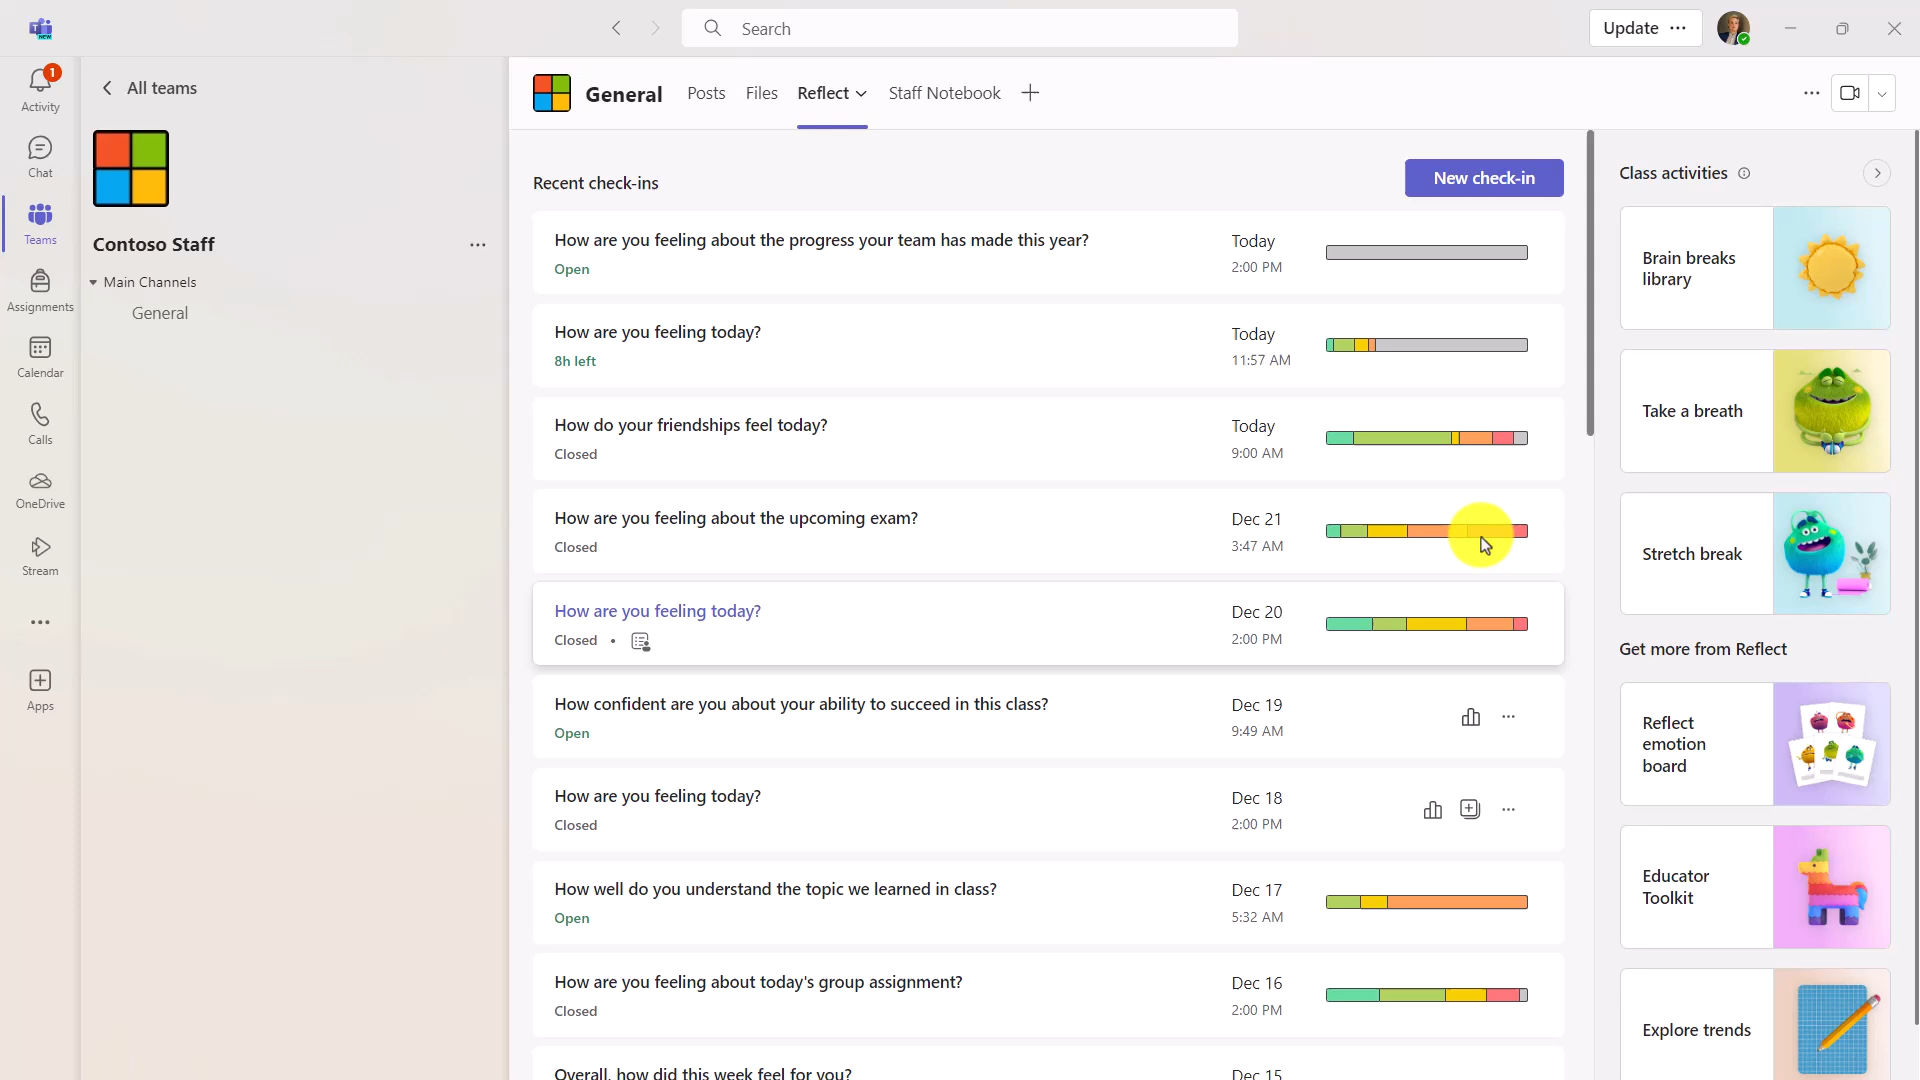 Search
Update
NEW
1
Activity
Chat
Teams
Assignments
Calendar
Calls
OneDrive
Stream
Apps
All teams
Contoso Staff
Main Channels
General
General
Posts
Files
Reflect
Staff Notebook
Recent check-ins
New check-in
How are you feeling about the progress your team has made this year?
Open
Today
2:00 PM
How are you feeling today?
8h left
Today
11:57 AM
How do your friendships feel today?
Closed
Today
9:00 AM
How are you feeling about the upcoming exam?
Closed
Dec 21
3:47 AM
How are you feeling today?
Closed
Dec 20
2:00 PM
How confident are you about your ability to succeed in this class?
Open
Dec 19
9:49 AM
How are you feeling today?
Closed
Dec 18
2:00 PM
How well do you understand the topic we learned in class?
Open
Dec 17
5:32 AM
How are you feeling about today's group assignment?
Closed
Dec 16
2:00 PM
Overall, how did this week feel for you?
Dec 15
Class activities
Brain breaks
library
Take a breath
Stretch break
Get more from Reflect
Reflect
emotion
board
Educator
Toolkit
Explore trends